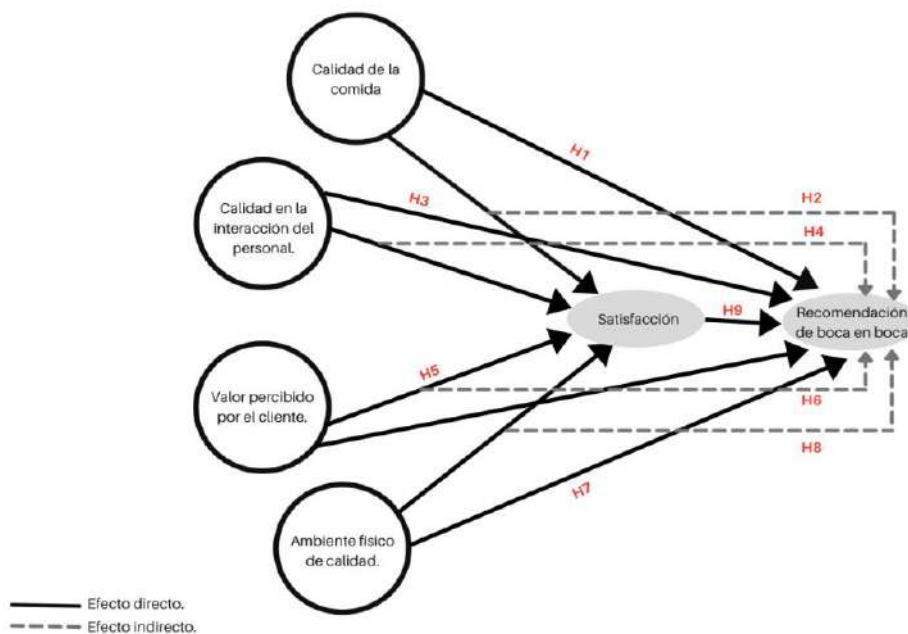 Calidad de la
comida
H1
Calidad en la
interacción del
personal.
H3
H2
H4
Satisfacción
H9
Recomendación
de boca en boca
Valor percibido
por el cliente.
H5
H6
H8
H7
Ambiente físico
de calidad.
Efecto directo.
Efecto indirecto.